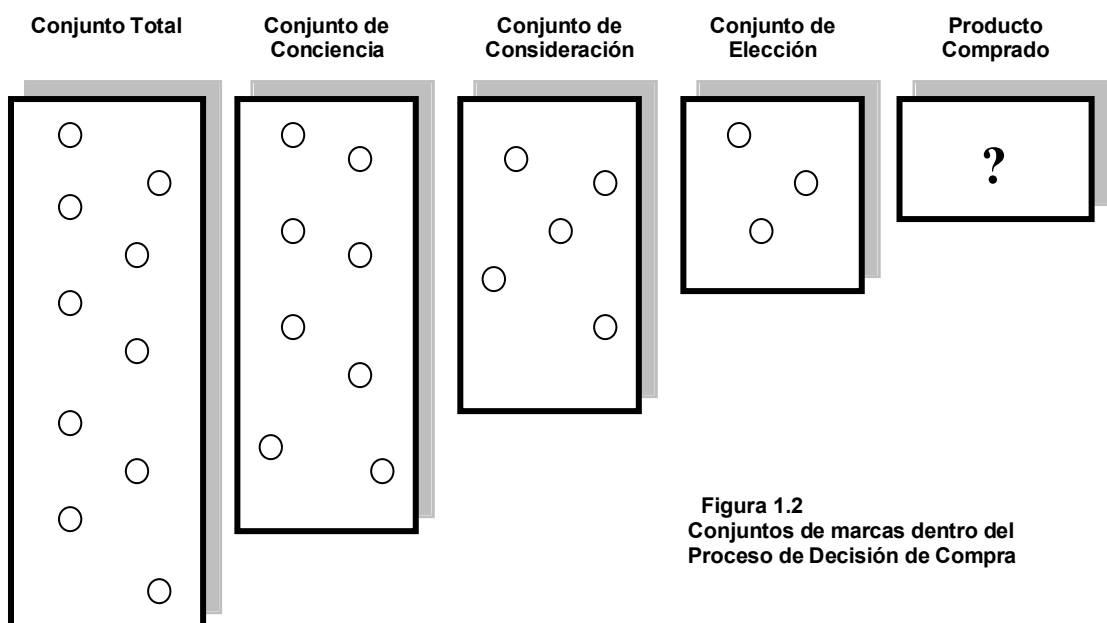 Conjunto Total
Conjunto de
Conciencia
Conjunto de
Consideración
Conjunto de
Elección
Producto
Comprado
?
Figura 1.2
Conjuntos de marcas dentro del
Proceso de Decisión de Compra